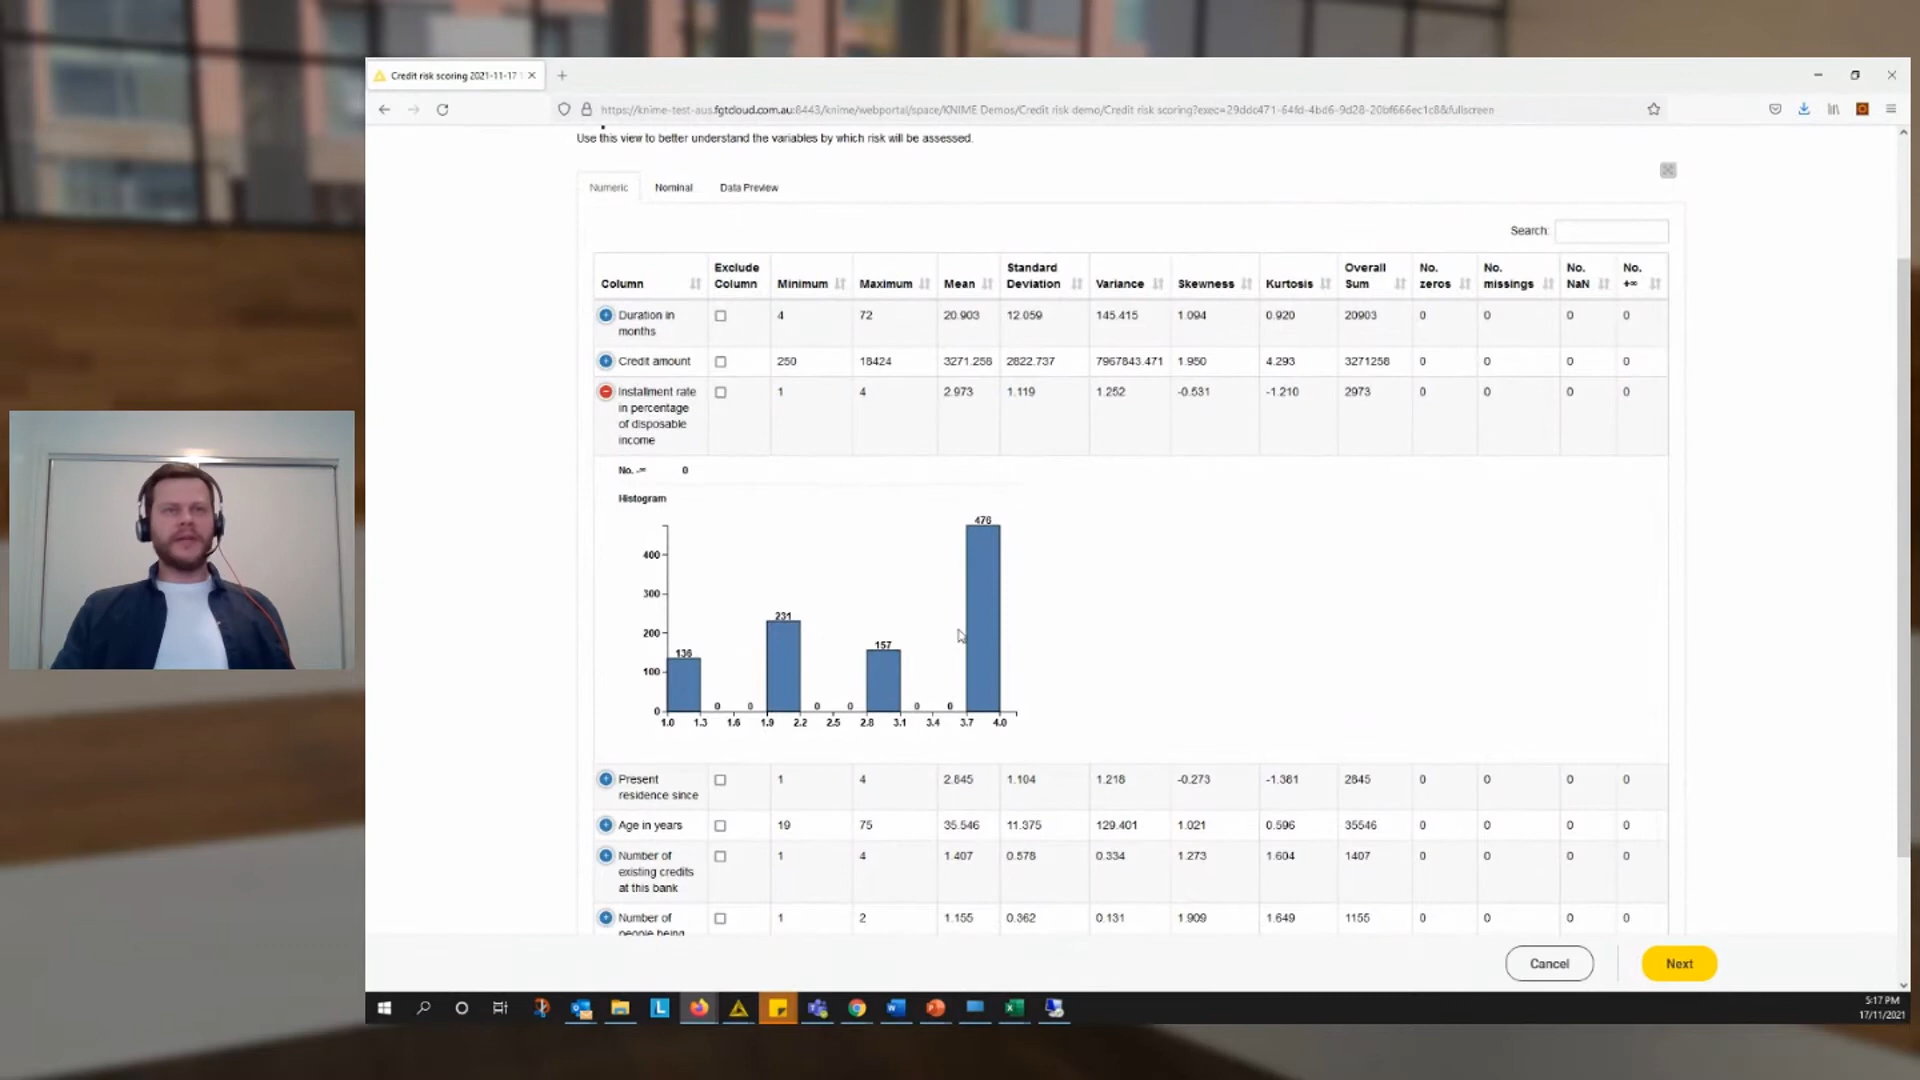 Credit risk scoring 2021-11-17 1
https://knime-test-aus.fgtcloud.com.au:8443/knime/webportal/space/KNIME Demos/Credit risk demo/Credit risk scoring?exec=29ddc471-64fd-4bd6-9d28-20bf666ec1c8&fullscreen
Use this view to better understand the variables by which risk will be assessed.
Numeric Nominal Data Preview
Search:
Column Exclude Column Minimum Maximum Mean Standard Deviation Variance Skewness Kurtosis Overall Sum No. zeros No. missings No. NaN No. +∞
Duration in months 4 72 20.903 12.059 145.415 1.094 0.920 20903 0 0 0 0
Credit amount 250 18424 3271.258 2822.737 7967843.471 1.950 4.293 3271258 0 0 0 0
Installment rate in percentage of disposable income 1 4 2.973 1.119 1.252 -0.531 -1.210 2973 0 0 0 0
No. -∞ 0
Histogram
476
400
300
231
200
157
136
100
0 0 0 0 0 0
0
1.0 1.3 1.6 1.9 2.2 2.5 2.8 3.1 3.4 3.7 4.0
Present residence since 1 4 2.845 1.104 1.218 -0.273 -1.381 2845 0 0 0 0
Age in years 19 75 35.546 11.375 129.401 1.021 0.596 35546 0 0 0 0
Number of existing credits at this bank 1 4 1.407 0.578 0.334 1.273 1.604 1407 0 0 0 0
Number of people being 1 2 1.155 0.362 0.131 1.909 1.649 1155 0 0 0 0
Cancel Next
5:17 PM
17/11/2021